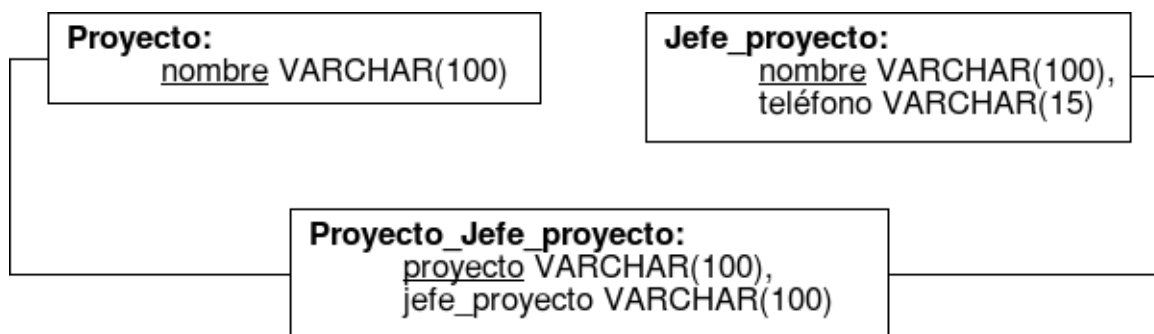 Proyecto:
nombre VARCHAR(100)
Jefe_proyecto:
nombre VARCHAR(100),
teléfono VARCHAR(15)
Proyecto_Jefe_proyecto:
proyecto VARCHAR(100),
jefe_proyecto VARCHAR(100)